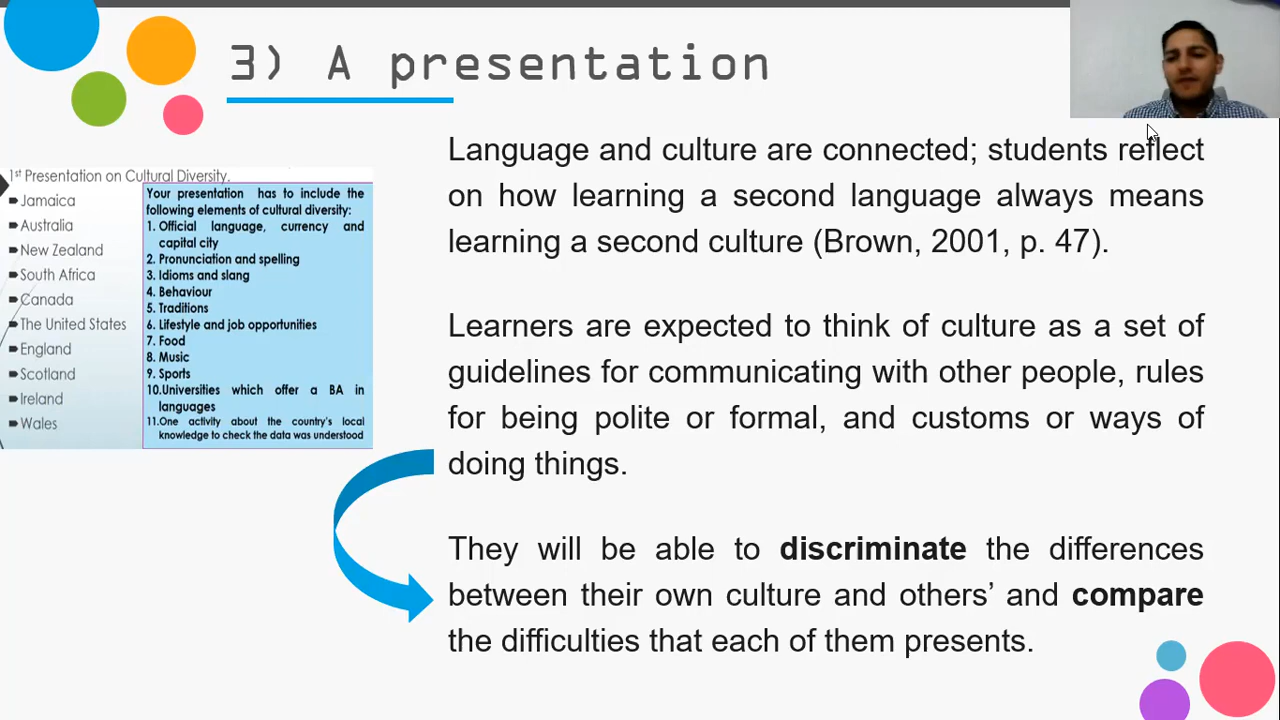 3) A presentation
1st Presentation on Cultural Diversity.
Jamaica
Australia
New Zealand
South Africa
Canada
The United States
England
Scotland
Ireland
Wales
Your presentation has to include the
following elements of cultural diversity:
1. Official language, currency and
capital city
2. Pronunciation and spelling
3. Idioms and slang
4. Behaviour
5. Traditions
6. Lifestyle and job opportunities
7. Food
8. Music
9. Sports
10.Universities which offer a BA in
languages
11.One activity about the country's local
knowledge to check the data was understood
Language and culture are connected; students reflect
on how learning a second language always means
learning a second culture (Brown, 2001, p. 47).
Learners are expected to think of culture as a set of
guidelines for communicating with other people, rules
for being polite or formal, and customs or ways of
doing things.
They will be able to discriminate the differences
between their own culture and others’ and compare
the difficulties that each of them presents.